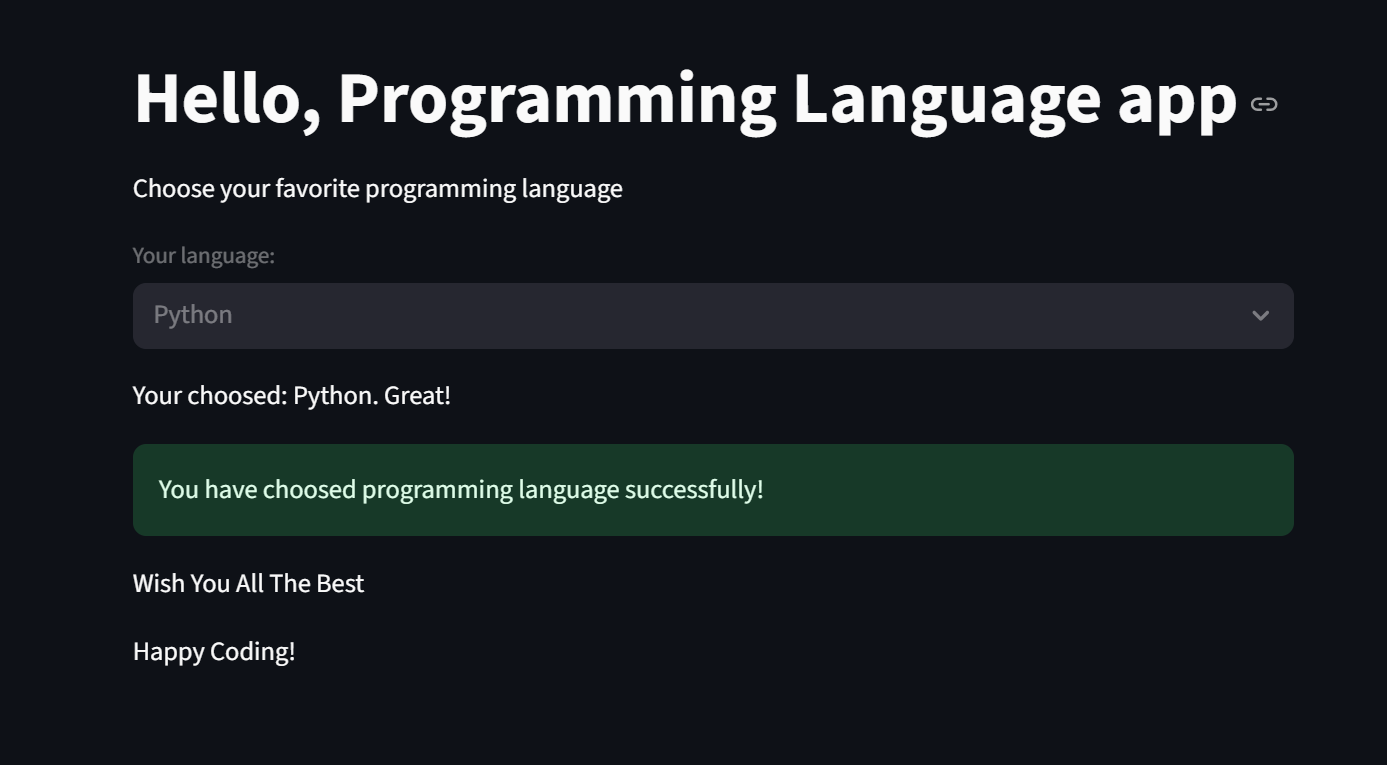 Hello, Programming Language app
Choose your favorite programming language
Your language:
Python
Your choosed: Python. Great!
You have choosed programming language successfully!
Wish You All The Best
Happy Coding!